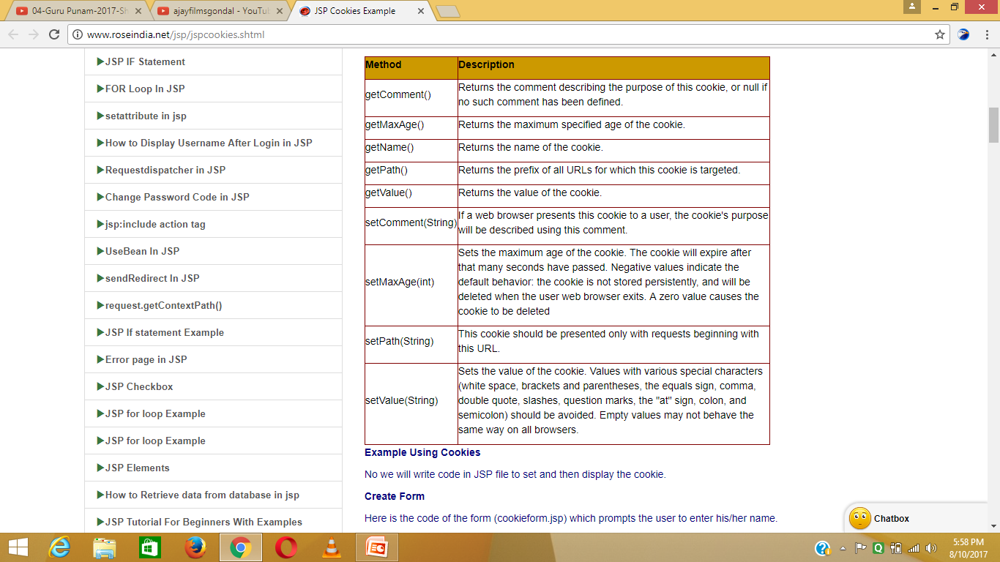 04-Guru Punam-2017-Sh
ajayfilmsgondal - YouTu
JSP Cookies Example
www.roseindia.net/jsp/jspcookies.shtml
JSP IF Statement
FOR Loop In JSP
setattribute in jsp
How to Display Username After Login in JSP
Requestdispatcher in JSP
Change Password Code in JSP
jsp:include action tag
UseBean In JSP
sendRedirect In JSP
request.getContextPath()
JSP If statement Example
Error page in JSP
JSP Checkbox
JSP for loop Example
JSP for loop Example
JSP Elements
How to Retrieve data from database in jsp
JSP Tutorial For Beginners With Examples
Method Description
getComment() Returns the comment describing the purpose of this cookie, or null if
no such comment has been defined.
getMaxAge() Returns the maximum specified age of the cookie.
getName() Returns the name of the cookie.
getPath() Returns the prefix of all URLs for which this cookie is targeted.
getValue() Returns the value of the cookie.
setComment(String) If a web browser presents this cookie to a user, the cookie's purpose
will be described using this comment.
setMaxAge(int) Sets the maximum age of the cookie. The cookie will expire after
that many seconds have passed. Negative values indicate the
default behavior: the cookie is not stored persistently, and will be
deleted when the user web browser exits. A zero value causes the
cookie to be deleted
setPath(String) This cookie should be presented only with requests beginning with
this URL.
setValue(String) Sets the value of the cookie. Values with various special characters
(white space, brackets and parentheses, the equals sign, comma,
double quote, slashes, question marks, the "at" sign, colon, and
semicolon) should be avoided. Empty values may not behave the
same way on all browsers.
Example Using Cookies
No we will write code in JSP file to set and then display the cookie.
Create Form
Here is the code of the form (cookieform.jsp) which prompts the user to enter his/her name.
Chatbox
5:58 PM
8/10/2017